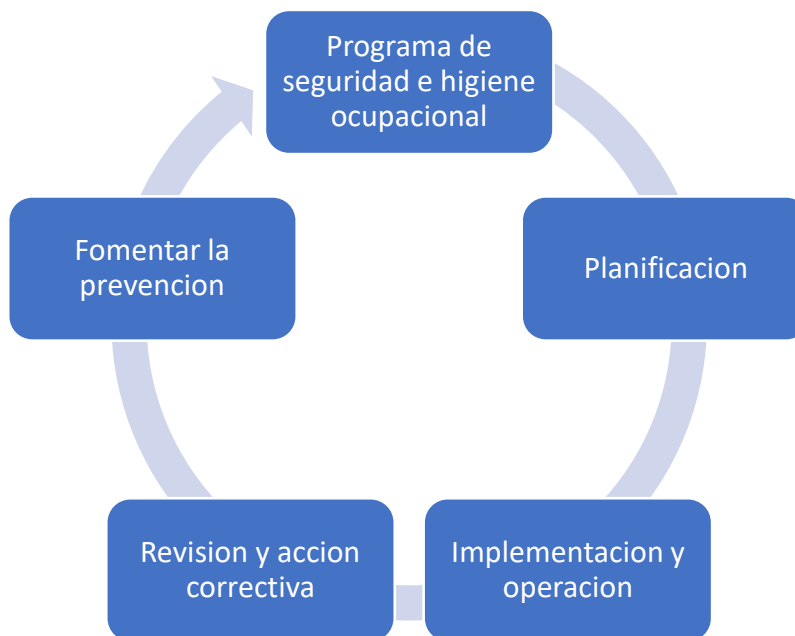 Programa de
seguridad e higiene
ocupacional
Planificacion
Implementacion y
operacion
Revision y accion
correctiva
Fomentar la
prevencion